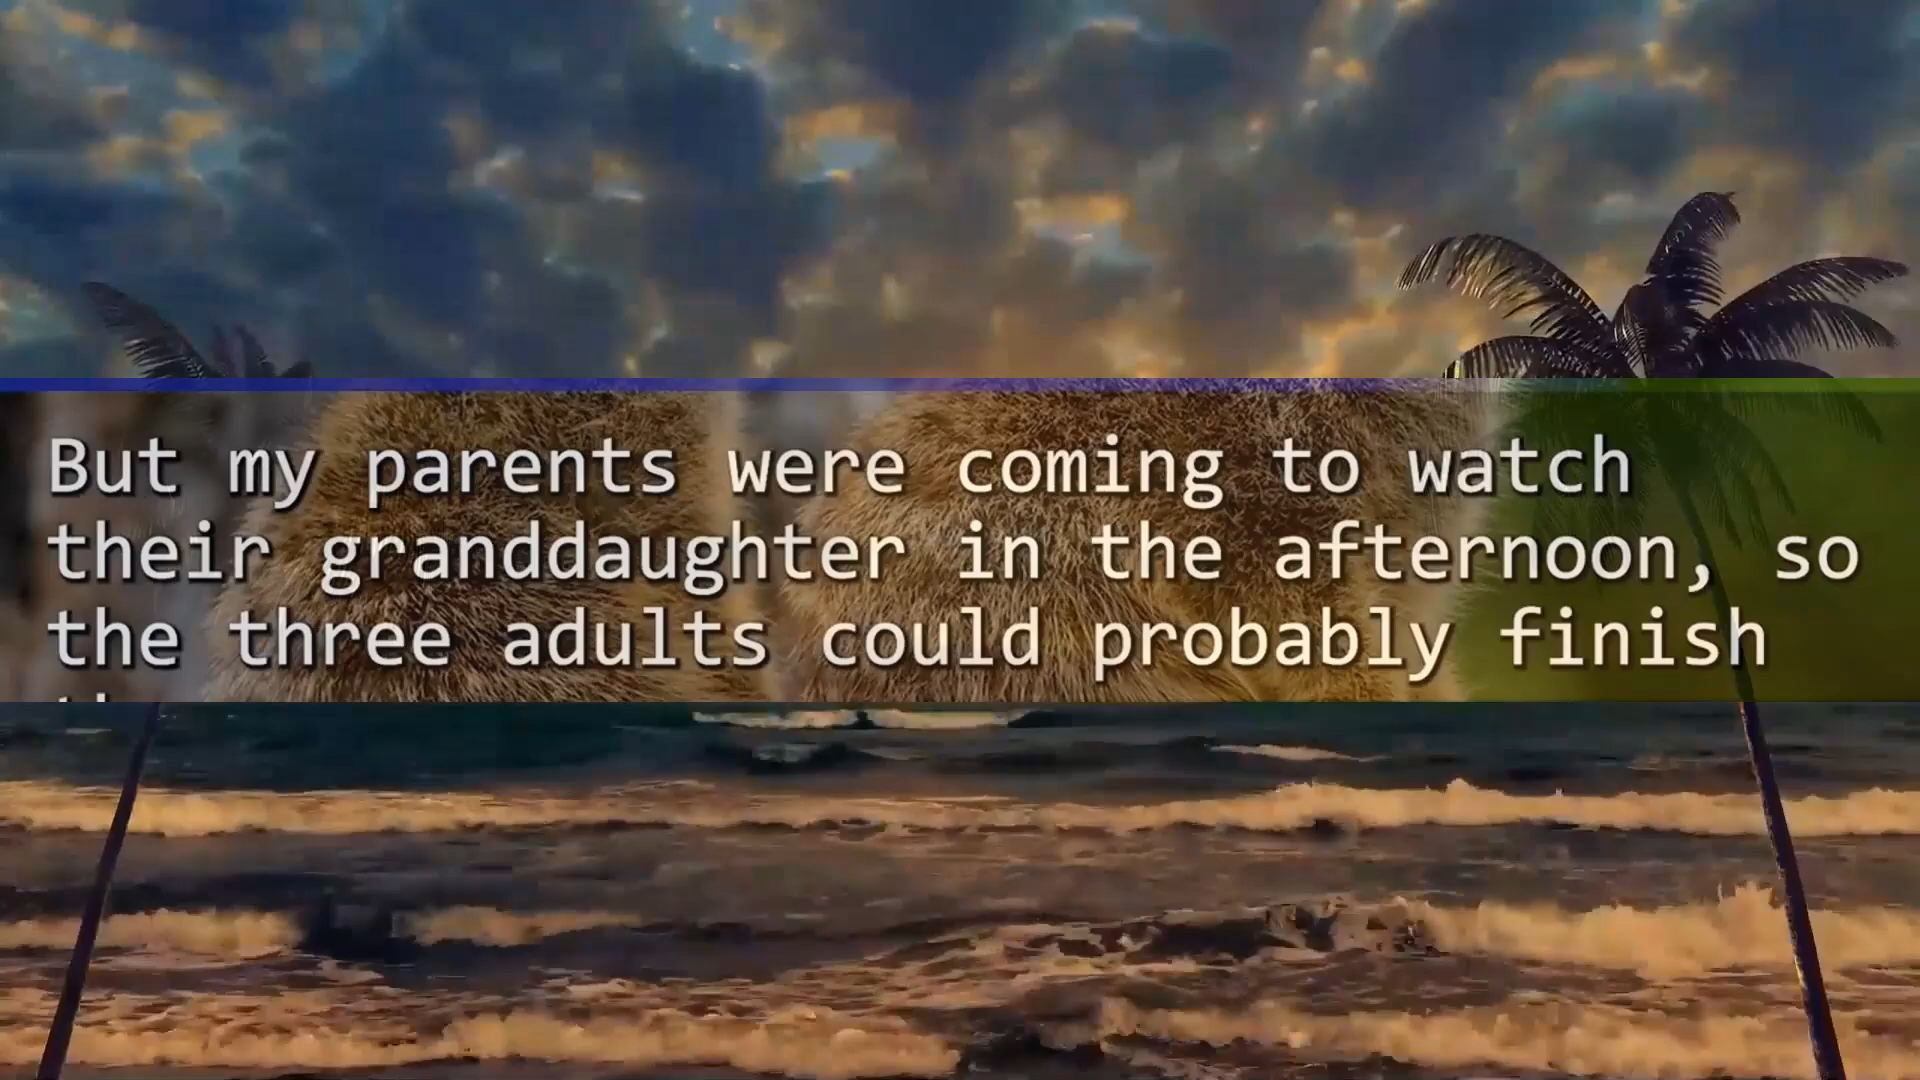 But my parents were coming to watch
their granddaughter in the afternoon, so
the three adults could probably finish